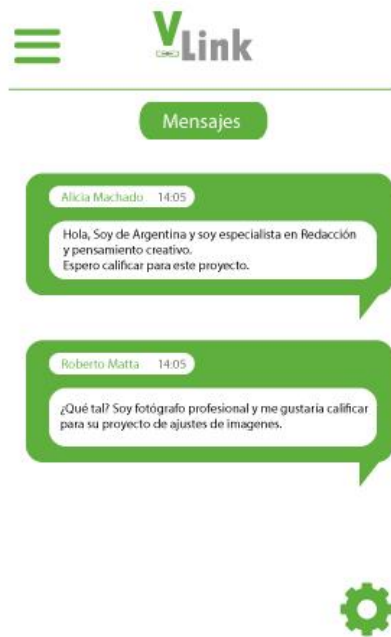 VLink
Mensajes
Alicia Machado 14:05
Hola, Soy de Argentina y soy especialista en Redacción
y pensamiento creativo.
Espero calificar para este proyecto.
Roberto Matta 14:05
¿Qué tal? Soy fotógrafo profesional y me gustaría calificar
para su proyecto de ajustes de imagenes.